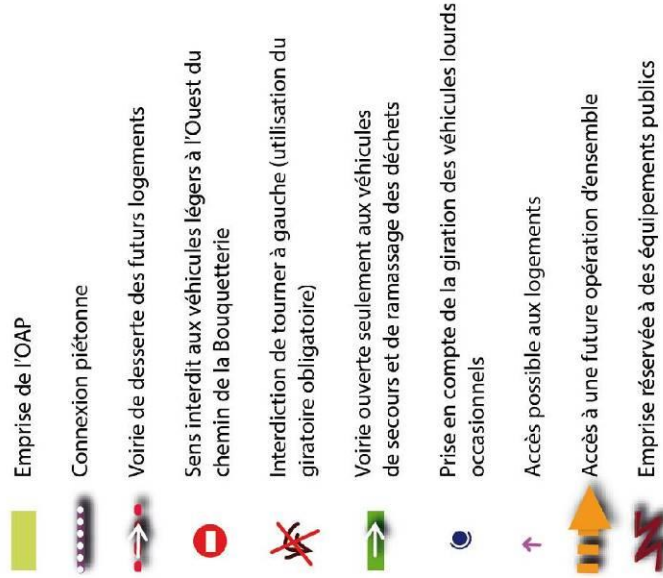 Emprise de l'OAP
Connexion piétonne
Voirie de desserte des futurs logements
Sens interdit aux véhicules légers à l'Ouest du
chemin de la Bouquetterie
Interdiction de tourner à gauche (utilisation du
giratoire obligatoire)
Voirie ouverte seulement aux véhicules
de secours et de ramassage des déchets
Prise en compte de la giration des véhicules lourds
occasionnels
Accès possible aux logements
Accès à une future opération d'ensemble
Emprise réservée à des équipements publics